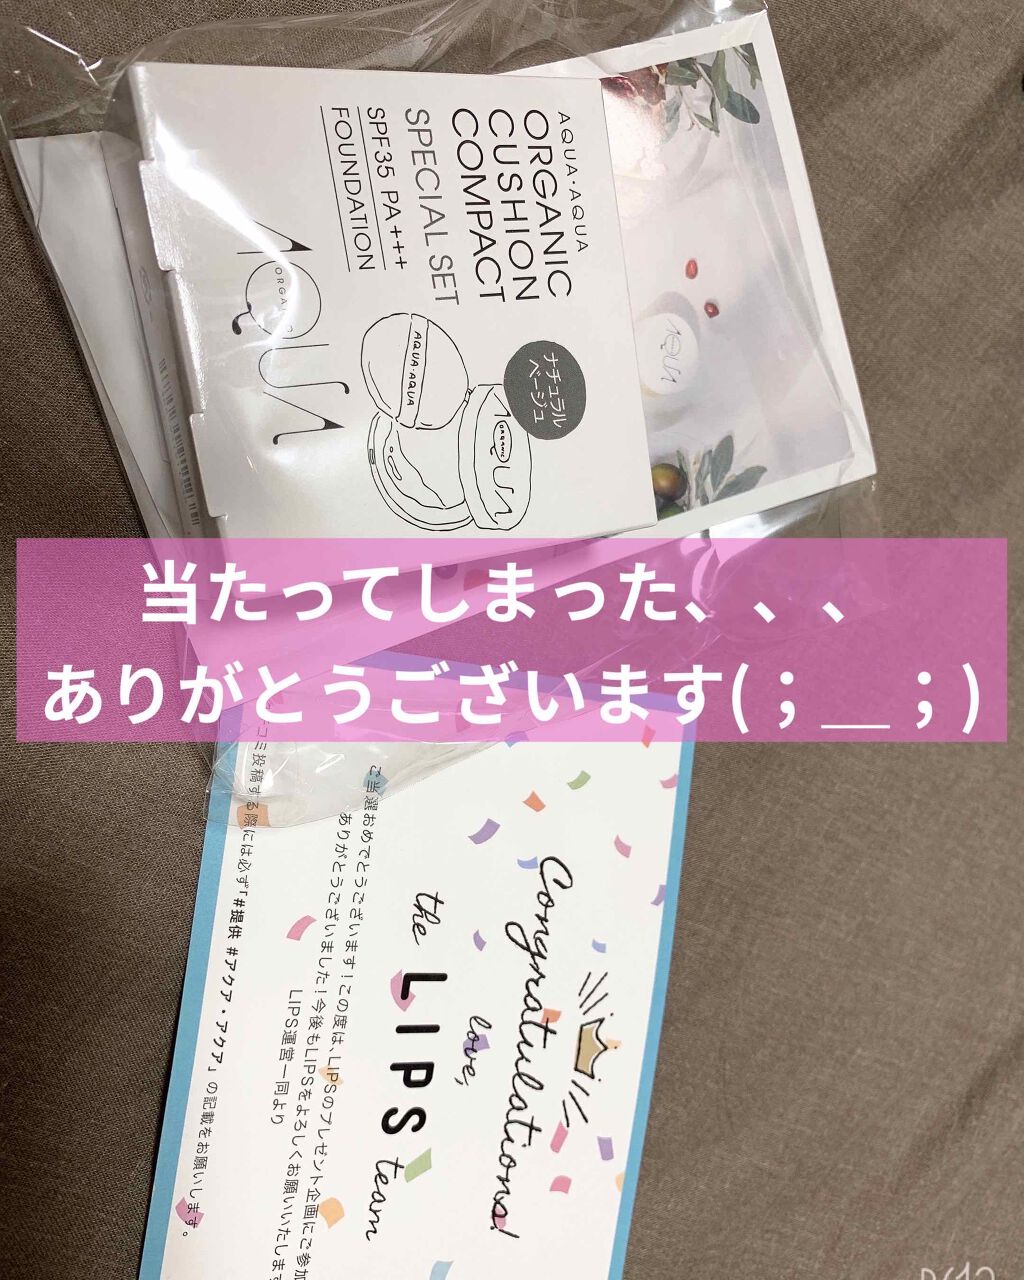 AQUA・AQUA
ORGANIC
CUSHION
COMPACT
SPECIAL SET
SPF35 PA+++
FOUNDATION
AQUA
ORGANIC
ナチュラル
ベージュ
AQUA・AQUA
AQUA
ORGANIC
AQUA
当たってしまった、、、
ありがとうございます(；＿；)
Congratulations!
love,
the LIPS team
ご当選おめでとうございます！この度は、LIPSのプレゼント企画にご参加
ありがとうございました！今後もLIPSをよろしくお願いいたします
LIPS運営一同より
コミ投稿する際には必ず「#提供 #アクア・アクア」の記載をお願いします。